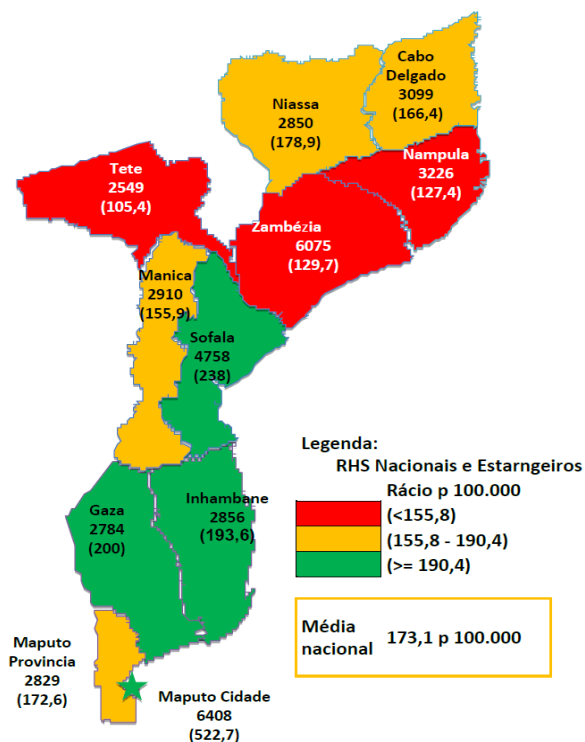 Cabo
Delgado
3099
(166,4)
Niassa
2850
(178,9)
Nampula
3226
(127,4)
Tete
2549
(105,4)
Zambézia
6075
(129,7)
Manica
2910
(155,9)
Sofala
4758
(238)
Legenda:
RHS Nacionais e Estarngeiros
Rácio p 100.000
(<155,8)
(155,8 - 190,4)
(>= 190,4)
Inhambane
2856
(193,6)
Gaza
2784
(200)
Média
nacional
173,1 p 100.000
Maputo
Provincia
2829
(172,6)
Maputo Cidade
6408
(522,7)